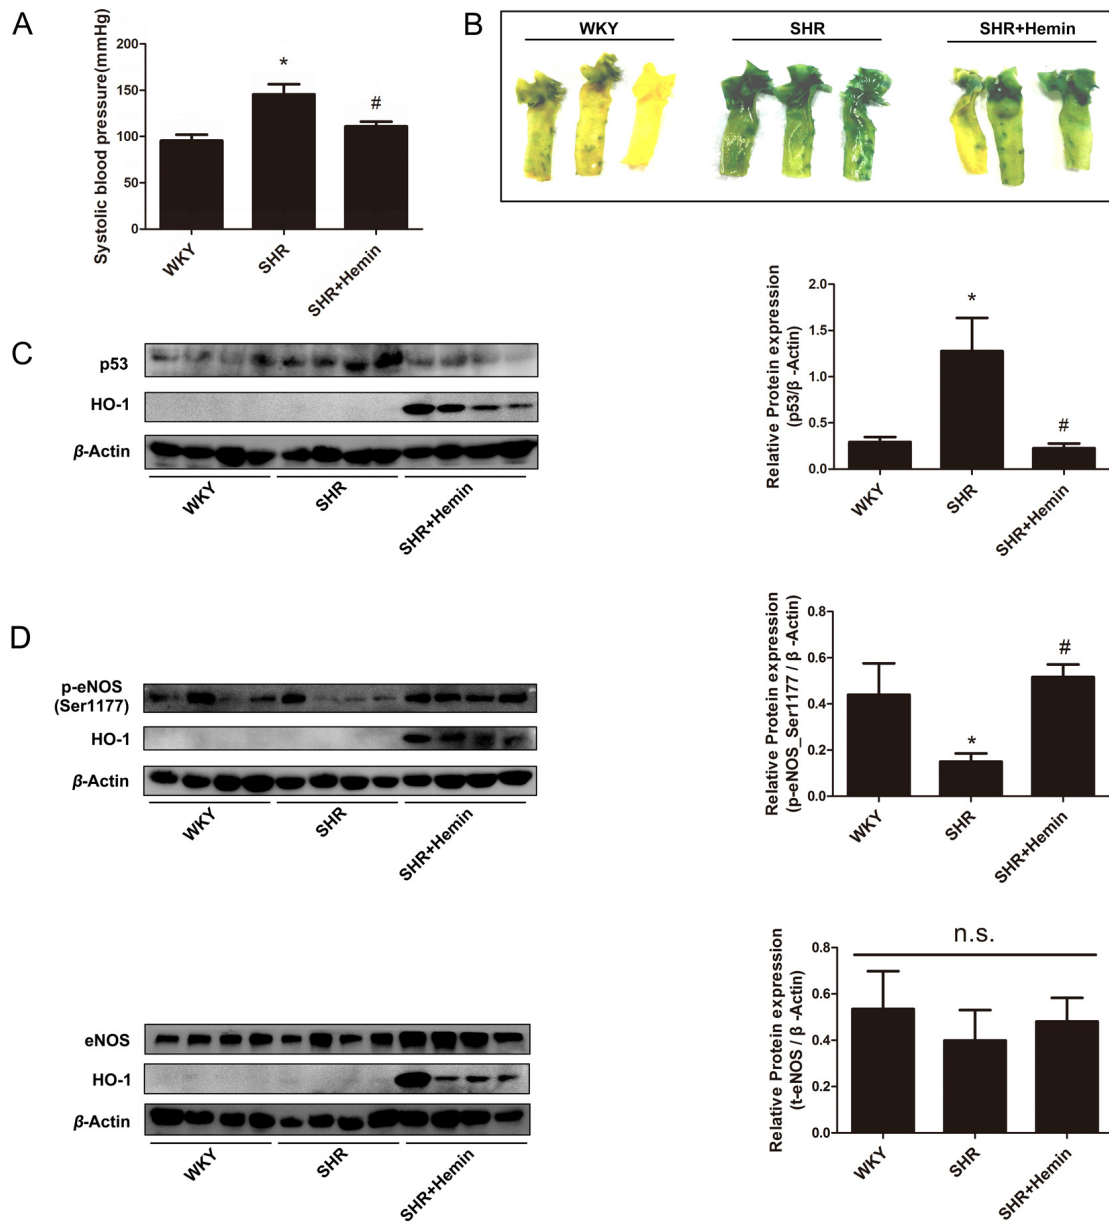 A
Systolic blood pressure(mmHg)
200
150
100
50
0
*
#
WKY
SHR
SHR+Hemin
B
WKY
SHR
SHR+Hemin
C
p53
HO-1
β-Actin
WKY
SHR
SHR+Hemin
Relative Protein expression
(p53/β -Actin)
2.0
1.5
1.0
0.5
0.0
*
#
WKY
SHR
SHR+Hemin
D
p-eNOS
(Ser1177)
HO-1
β-Actin
WKY
SHR
SHR+Hemin
Relative Protein expression
(p-eNOS_Ser1177 / β -Actin)
0.8
0.6
0.4
0.2
0.0
*
#
WKY
SHR
SHR+Hemin
eNOS
HO-1
β-Actin
WKY
SHR
SHR+Hemin
Relative Protein expression
(t-eNOS / β -Actin)
0.8
0.6
0.4
0.2
0.0
n.s.
WKY
SHR
SHR+Hemin